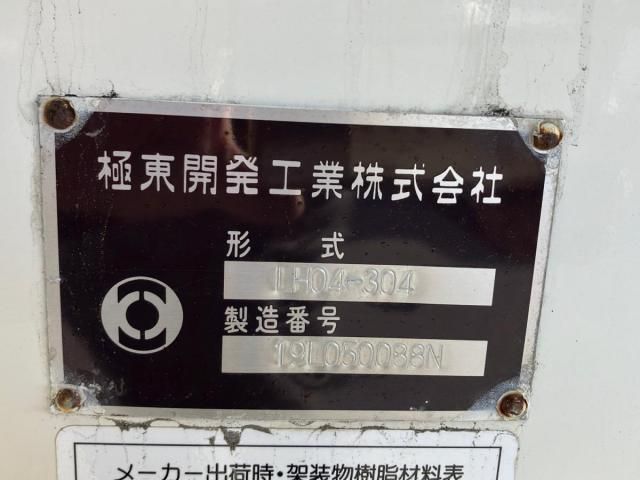 極東開発工業株式会社
形 式
LH04-304
製造番号
19L050088N
メーカー出荷時・架装物樹脂材料表